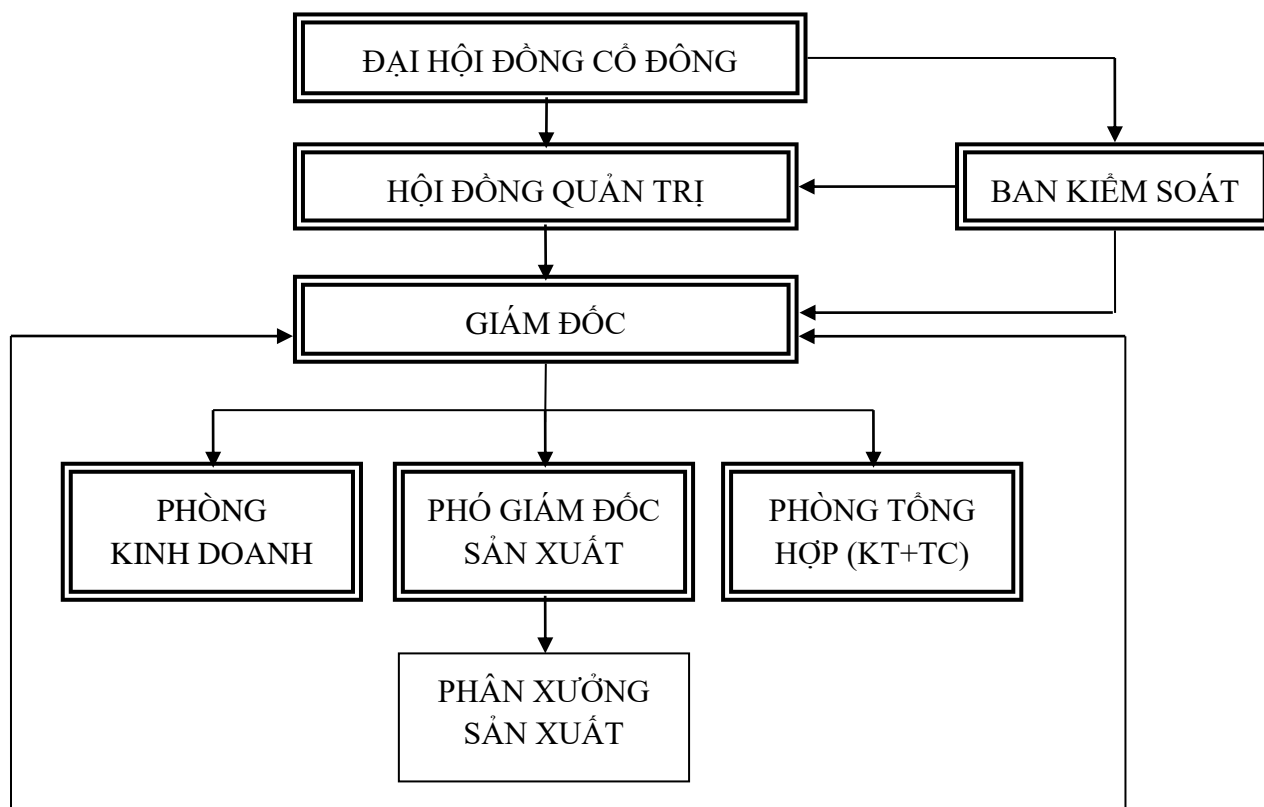 ĐẠI HỘI ĐỒNG CỔ ĐÔNG
HỘI ĐỒNG QUẢN TRỊ
BAN KIỂM SOÁT
GIÁM ĐỐC
PHÒNG
KINH DOANH
PHÓ GIÁM ĐỐC
SẢN XUẤT
PHÒNG TỔNG
HỢP (KT+TC)
PHÂN XƯỞNG
SẢN XUẤT